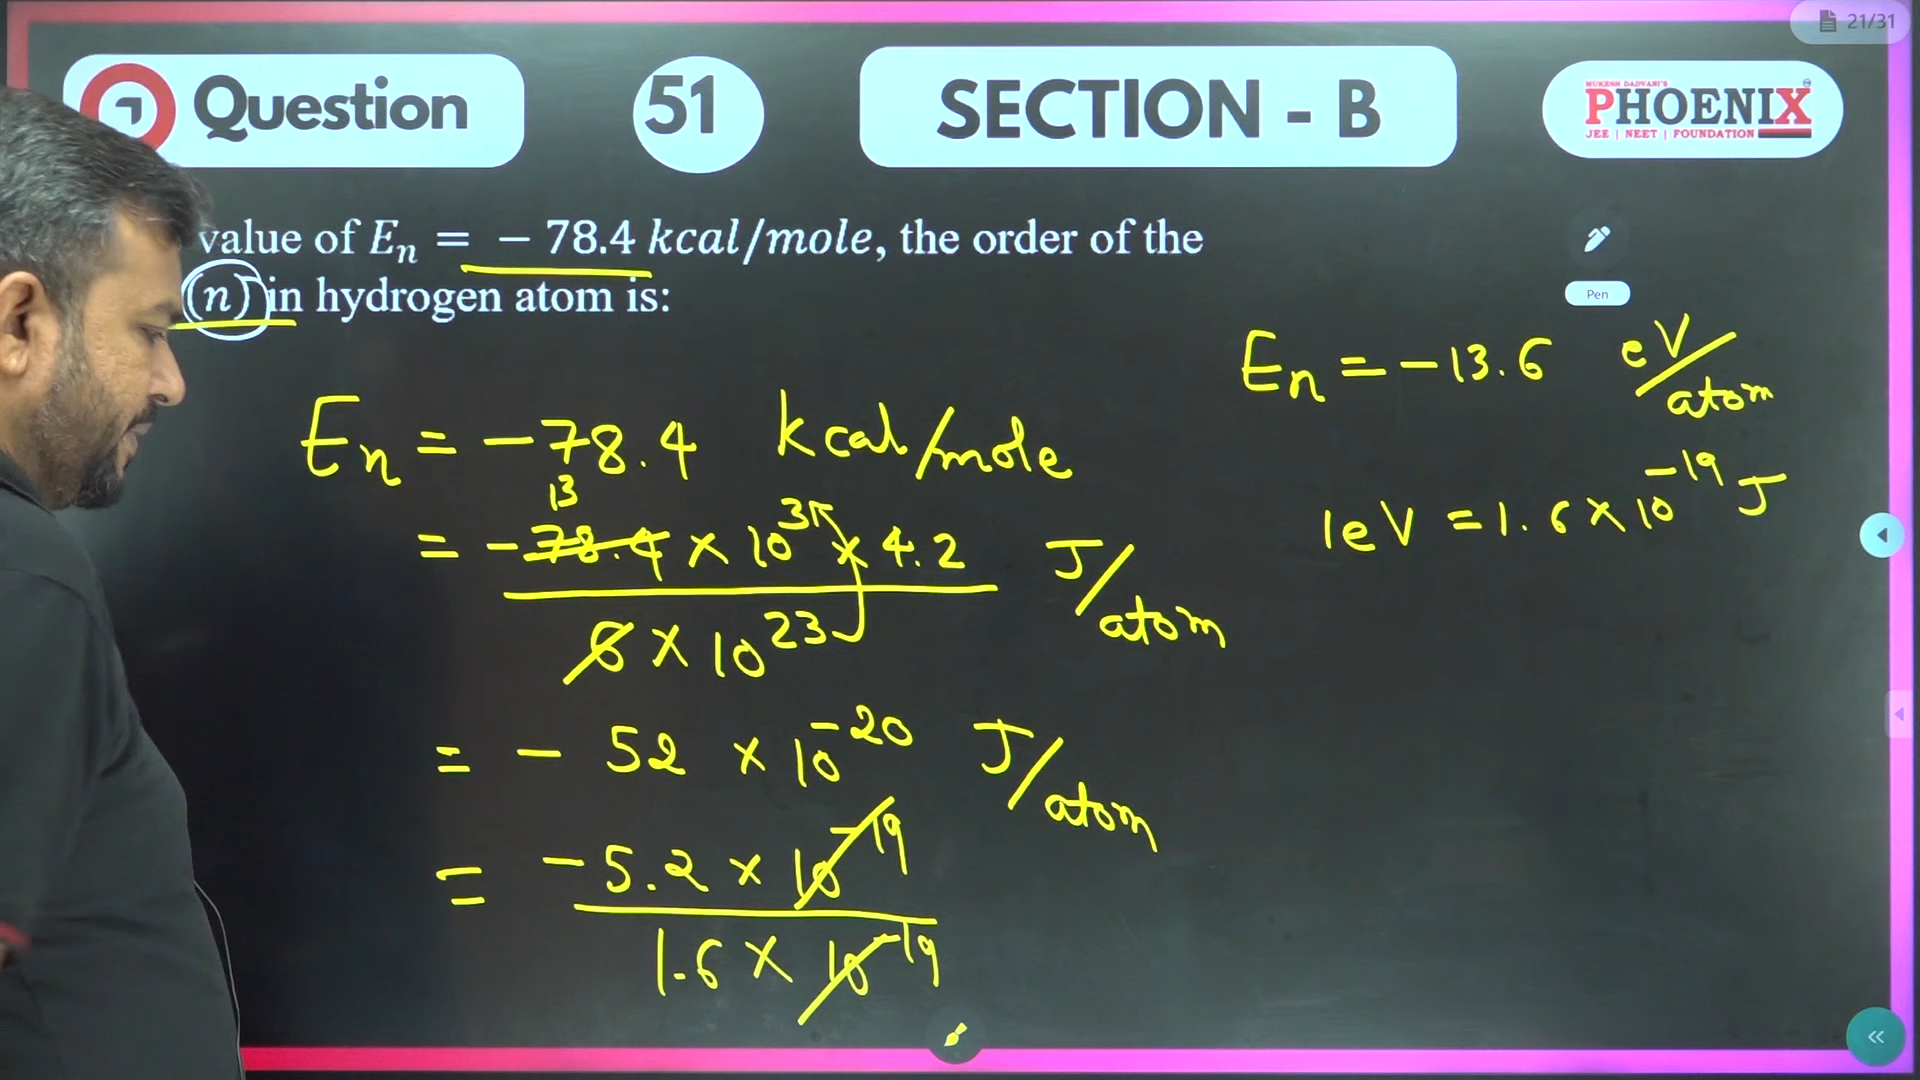 21/31
? Question
51
SECTION - B
MUKESH DADVANI'S
PHOENIX
JEE | NEET | FOUNDATION
value of Eₙ = − 78.4 kcal/mole, the order of the
(n) in hydrogen atom is:
Pen
Eₙ = −13.6 eV/atom
1eV = 1.6 × 10⁻¹⁹ J
Eₙ = −78.4 kcal/mole
13
= −78.4 × 10³ × 4.2 J/atom
6 × 10²³
= − 52 × 10⁻²⁰ J/atom
= −5.2 × 10⁻¹⁹
1.6 × 10⁻¹⁹